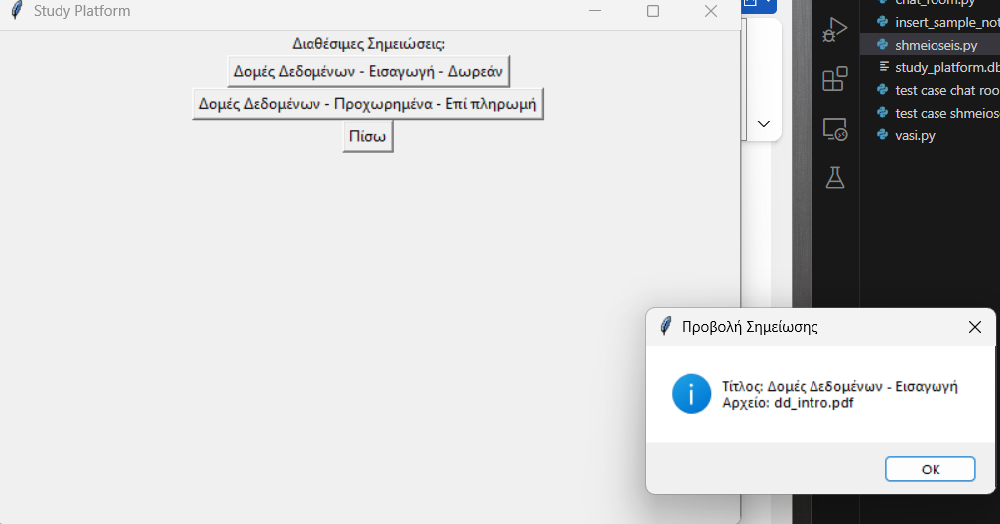 Study Platform
Διαθέσιμες Σημειώσεις:
Δομές Δεδομένων - Εισαγωγή - Δωρεάν
Δομές Δεδομένων - Προχωρημένα - Επί πληρωμή
Πίσω
chat_room.py
insert_sample_not
shmeioseis.py
study_platform.db
test case chat roo
test case shmeios
vasi.py
Προβολή Σημείωσης
Τίτλος: Δομές Δεδομένων - Εισαγωγή
Αρχείο: dd_intro.pdf
OK